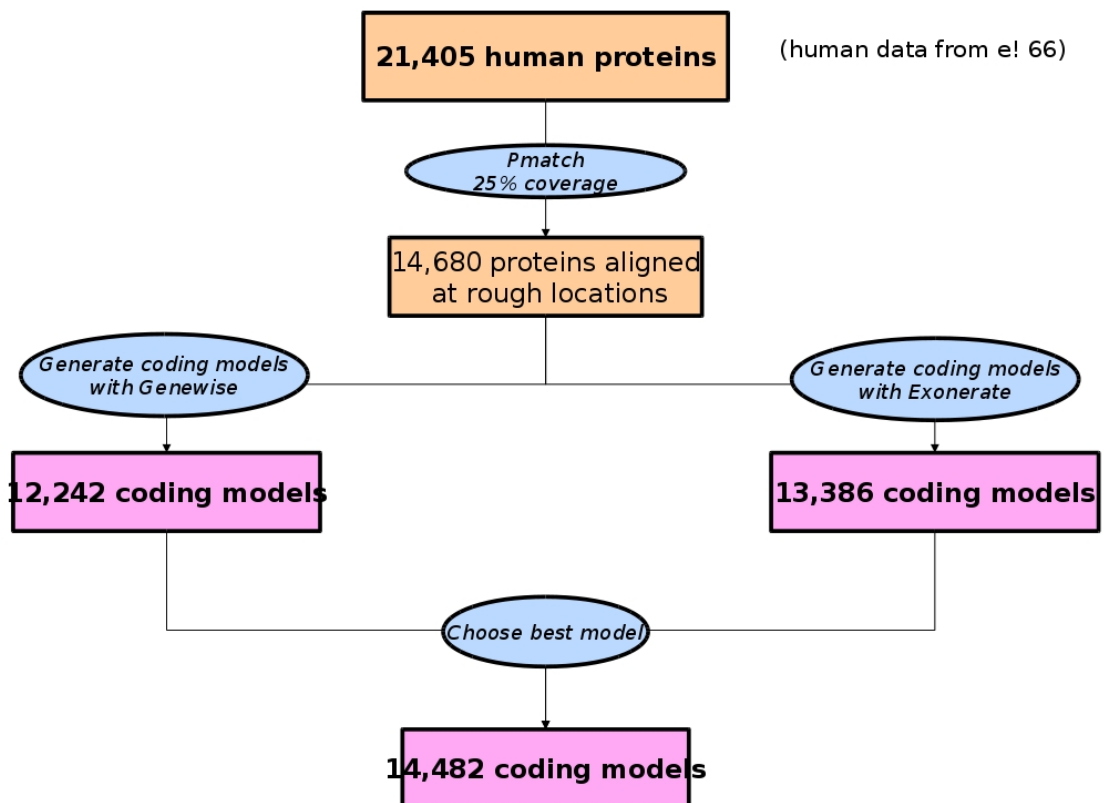 21,405 human proteins
(human data from e! 66)
Pmatch
25% coverage
14,680 proteins aligned
at rough locations
Generate coding models
with Genewise
Generate coding models
with Exonerate
12,242 coding models
13,386 coding models
Choose best model
14,482 coding models